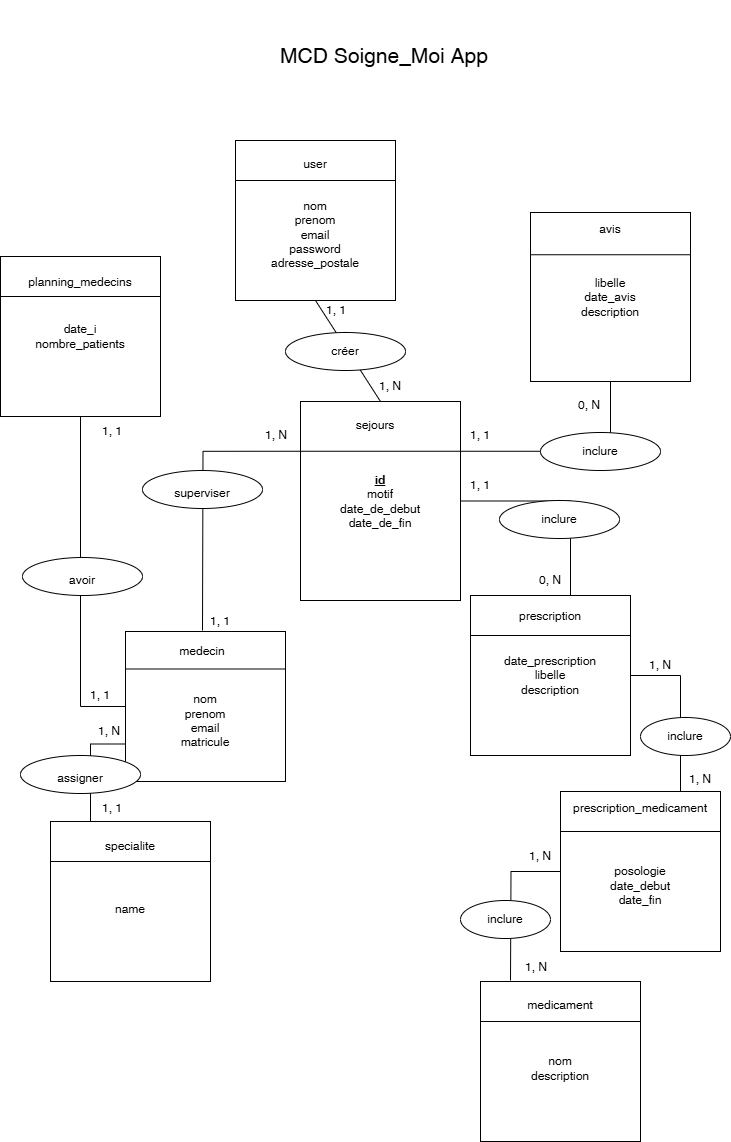 MCD Soigne_Moi App
user
nom
prenom
email
password
adresse_postale
avis
libelle
date_avis
description
planning_medecins
date_i
nombre_patients
1, 1
créer
1, N
0, N
1, 1
sejours
id
motif
date_de_debut
date_de_fin
1, N
1, 1
inclure
superviser
1, 1
inclure
avoir
0, N
1, 1
medecin
nom
prenom
email
matricule
prescription
date_prescription
libelle
description
1, 1
1, N
assigner
1, 1
1, N
inclure
1, N
specialite
name
prescription_medicament
posologie
date_debut
date_fin
1, N
inclure
1, N
medicament
nom
description